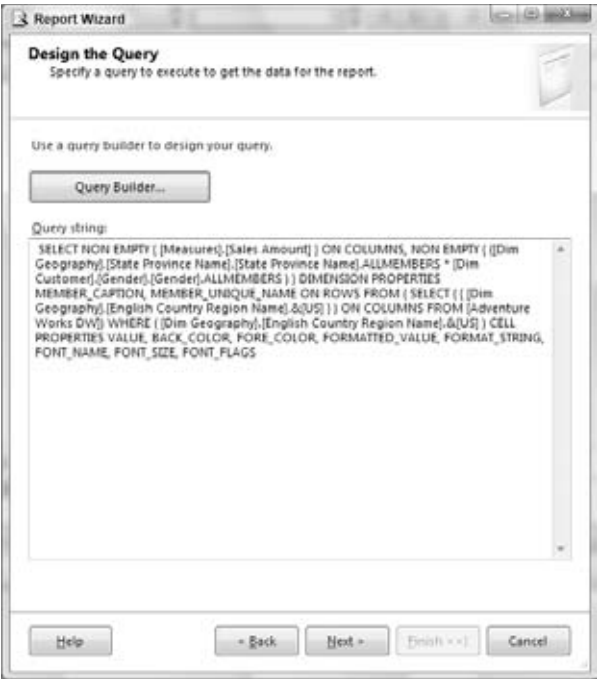 Report Wizard
Design the Query
Specify a query to execute to get the data for the report.
Use a query builder to design your query.
Query Builder...
Query string:
SELECT NON EMPTY { [Measures].[Sales Amount] } ON COLUMNS, NON EMPTY { ([Dim
Geography].[State Province Name].[State Province Name].ALLMEMBERS * [Dim
Customer].[Gender].[Gender].ALLMEMBERS ) } DIMENSION PROPERTIES
MEMBER_CAPTION, MEMBER_UNIQUE_NAME ON ROWS FROM ( SELECT ( { [Dim
Geography].[English Country Region Name].&[US] } ) ON COLUMNS FROM [Adventure
Works DW]) WHERE ( [Dim Geography].[English Country Region Name].&[US] ) CELL
PROPERTIES VALUE, BACK_COLOR, FORE_COLOR, FORMATTED_VALUE, FORMAT_STRING,
FONT_NAME, FONT_SIZE, FONT_FLAGS
Help
< Back
Next >
Finish >>|
Cancel